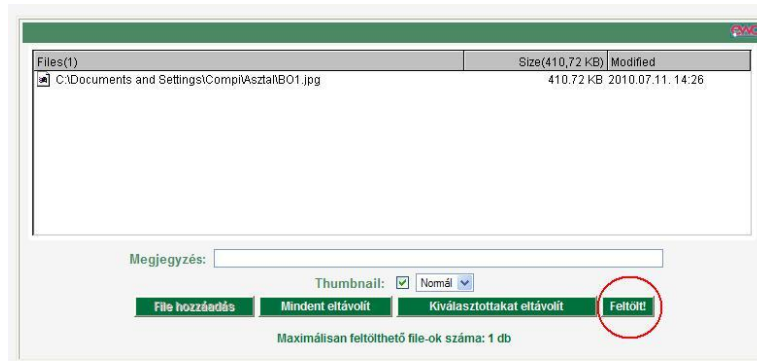 Files(1) Size(410,72 KB) Modified
C:\Documents and Settings\Compi\Asztal\BO1.jpg 410.72 KB 2010.07.11. 14:26
Megjegyzés:
Thumbnail: Normál
File hozzáadás Mindent eltávolít Kiválasztottakat eltávolít Feltölt!
Maximálisan feltölthető file-ok száma: 1 db